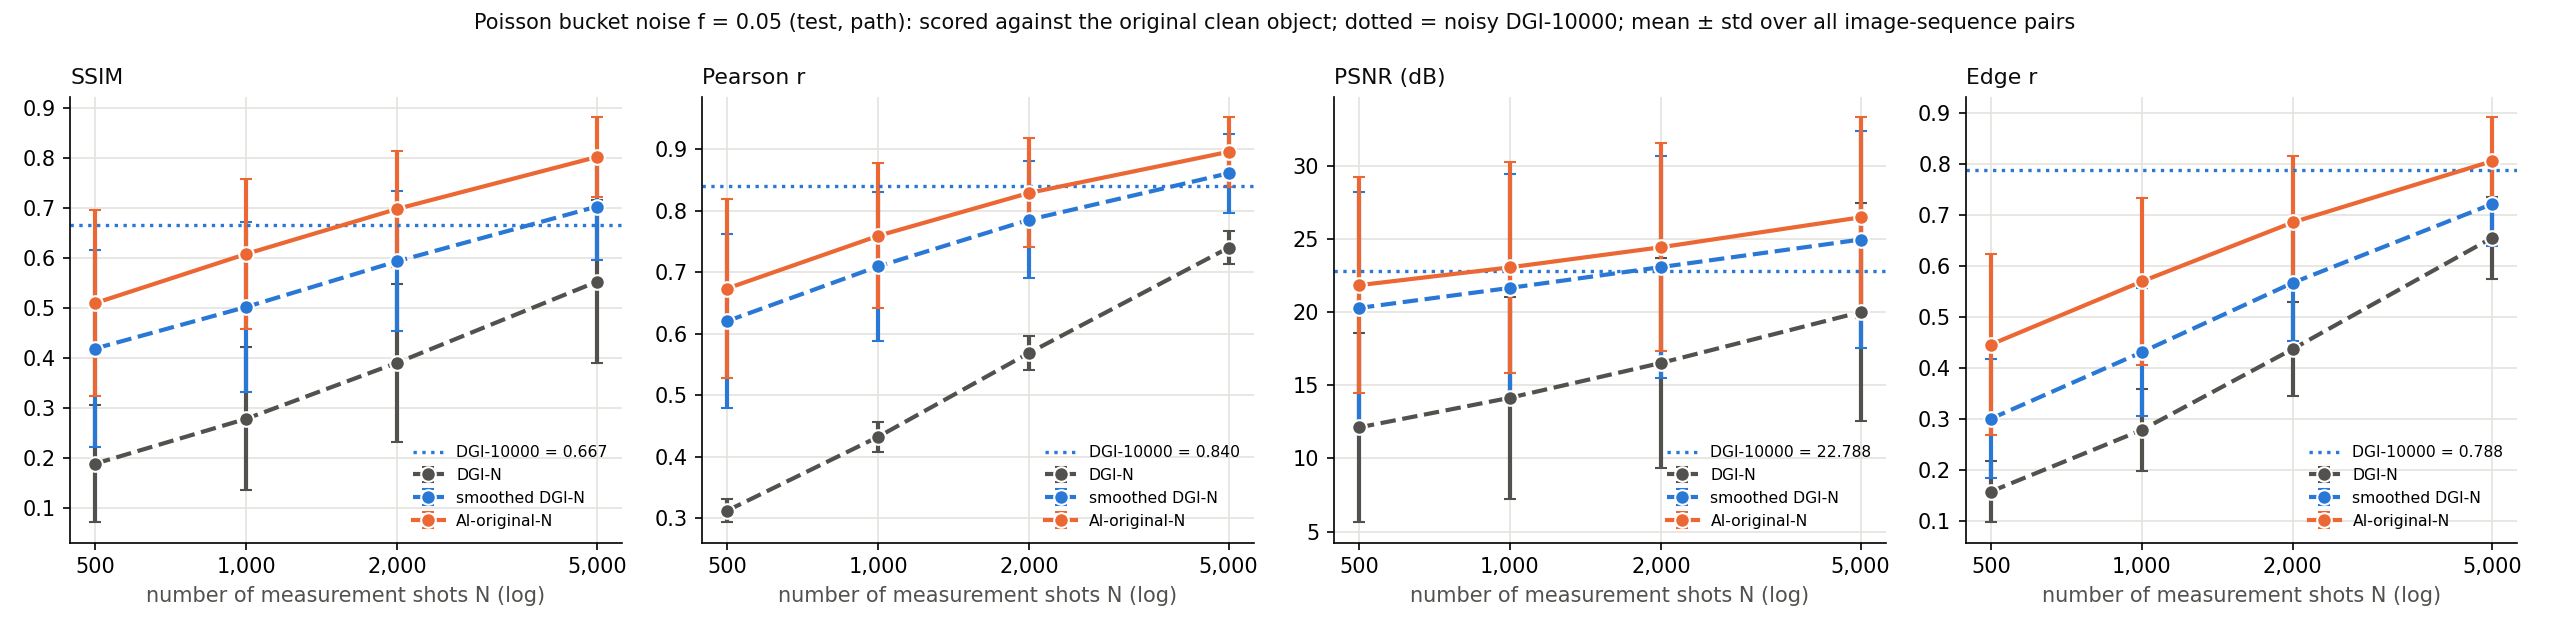 Poisson bucket noise f = 0.05 (test, path): scored against the original clean object; dotted = noisy DGI-10000; mean ± std over all image-sequence pairs
SSIM
0.9
0.8
0.7
0.6
0.5
0.4
0.3
0.2
0.1
DGI-10000 = 0.667
DGI-N
smoothed DGI-N
AI-original-N
500
1,000
2,000
5,000
number of measurement shots N (log)
Pearson r
0.9
0.8
0.7
0.6
0.5
0.4
0.3
DGI-10000 = 0.840
DGI-N
smoothed DGI-N
AI-original-N
500
1,000
2,000
5,000
number of measurement shots N (log)
PSNR (dB)
30
25
20
15
10
5
DGI-10000 = 22.788
DGI-N
smoothed DGI-N
AI-original-N
500
1,000
2,000
5,000
number of measurement shots N (log)
Edge r
0.9
0.8
0.7
0.6
0.5
0.4
0.3
0.2
0.1
DGI-10000 = 0.788
DGI-N
smoothed DGI-N
AI-original-N
500
1,000
2,000
5,000
number of measurement shots N (log)